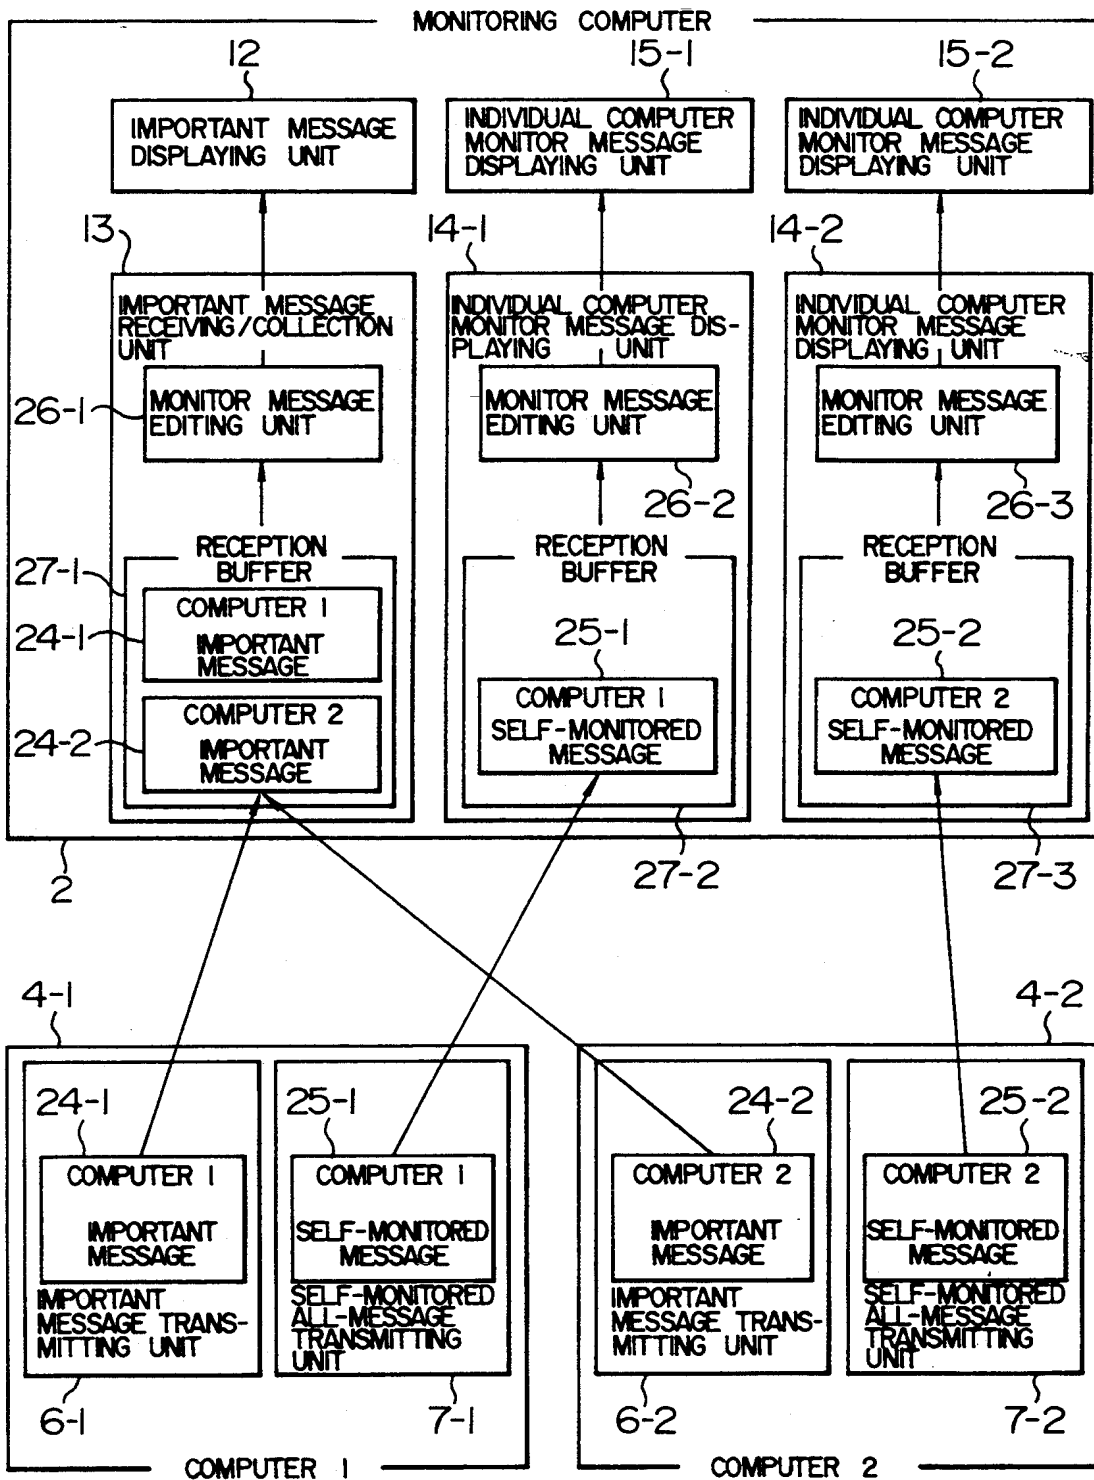 MONITORING COMPUTER
12
15-1
15-2
IMPORTANT MESSAGE
DISPLAYING UNIT
INDIVIDUAL COMPUTER
MONITOR MESSAGE
DISPLAYING UNIT
INDIVIDUAL COMPUTER
MONITOR MESSAGE
DISPLAYING UNIT
13
14-1
14-2
IMPORTANT MESSAGE
RECEIVING/COLLECTION
UNIT
INDIVIDUAL COMPUTER
MONITOR MESSAGE DIS-
PLAYING UNIT
INDIVIDUAL COMPUTER
MONITOR MESSAGE
DISPLAYING UNIT
26-1
MONITOR MESSAGE
EDITING UNIT
MONITOR MESSAGE
EDITING UNIT
MONITOR MESSAGE
EDITING UNIT
26-2
26-3
RECEPTION
BUFFER
RECEPTION
BUFFER
RECEPTION
BUFFER
27-1
COMPUTER 1
IMPORTANT
MESSAGE
24-1
25-1
25-2
COMPUTER 2
IMPORTANT
MESSAGE
24-2
COMPUTER 1
SELF-MONITORED
MESSAGE
COMPUTER 2
SELF-MONITORED
MESSAGE
2
27-2
27-3
4-1
4-2
24-1
25-1
24-2
25-2
COMPUTER 1
IMPORTANT
MESSAGE
COMPUTER 1
SELF-MONITORED
MESSAGE
COMPUTER 2
IMPORTANT
MESSAGE
COMPUTER 2
SELF-MONITORED
MESSAGE
IMPORTANT
MESSAGE TRANS-
MITTING UNIT
SELF-MONITORED
ALL-MESSAGE
TRANSMITTING
UNIT
IMPORTANT
MESSAGE TRANS-
MITTING UNIT
SELF-MONITORED
ALL-MESSAGE
TRANSMITTING
UNIT
6-1
7-1
6-2
7-2
COMPUTER 1
COMPUTER 2